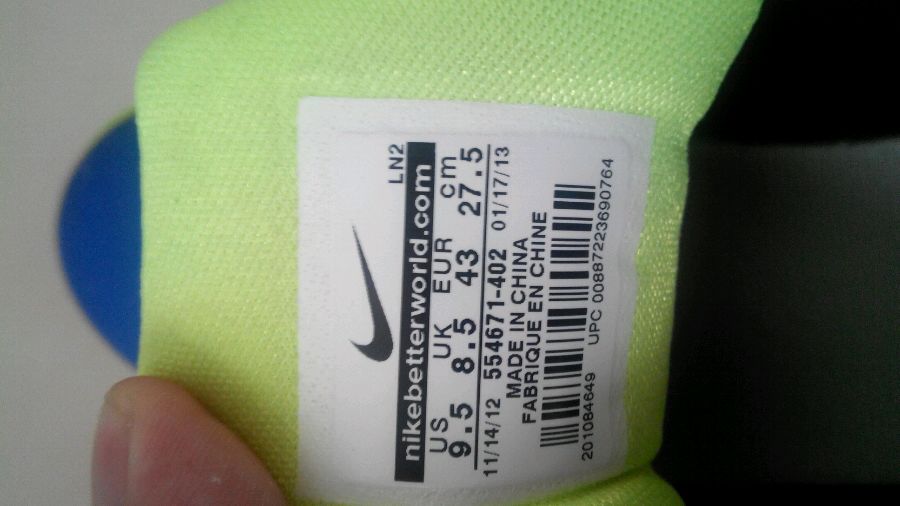 LN2
nikebetterworld.com
US UK EUR cm
9.5 8.5 43 27.5
11/14/12 554671-402 01/17/13
MADE IN CHINA
FABRIQUE EN CHINE
201084649 UPC 00887223690764